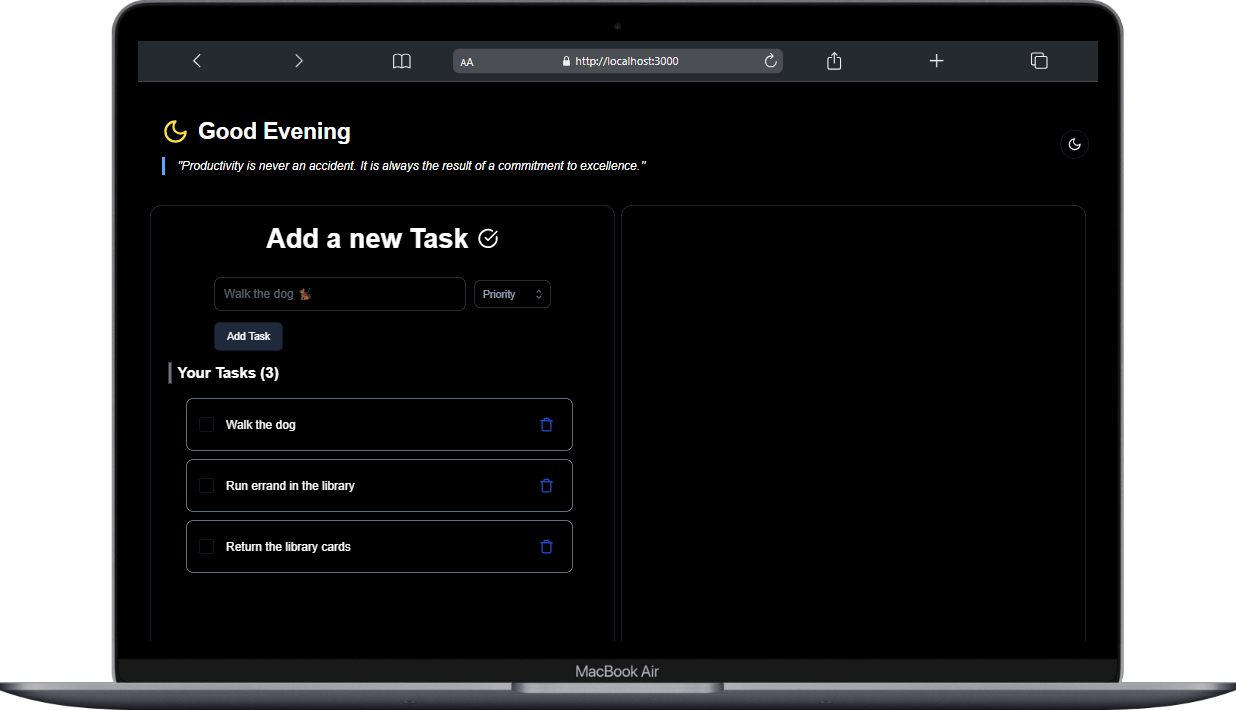 AA http://localhost:3000
Good Evening
"Productivity is never an accident. It is always the result of a commitment to excellence."
Add a new Task
Walk the dog 🐕‍🦺
Priority
Add Task
Your Tasks (3)
Walk the dog
Run errand in the library
Return the library cards
MacBook Air